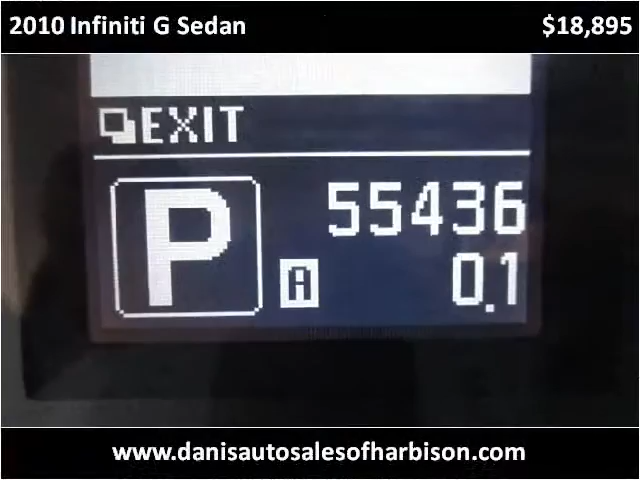 2010 Infiniti G Sedan $18,895
EXIT
P 55436
A 0.1
www.danisautosalesofharbison.com